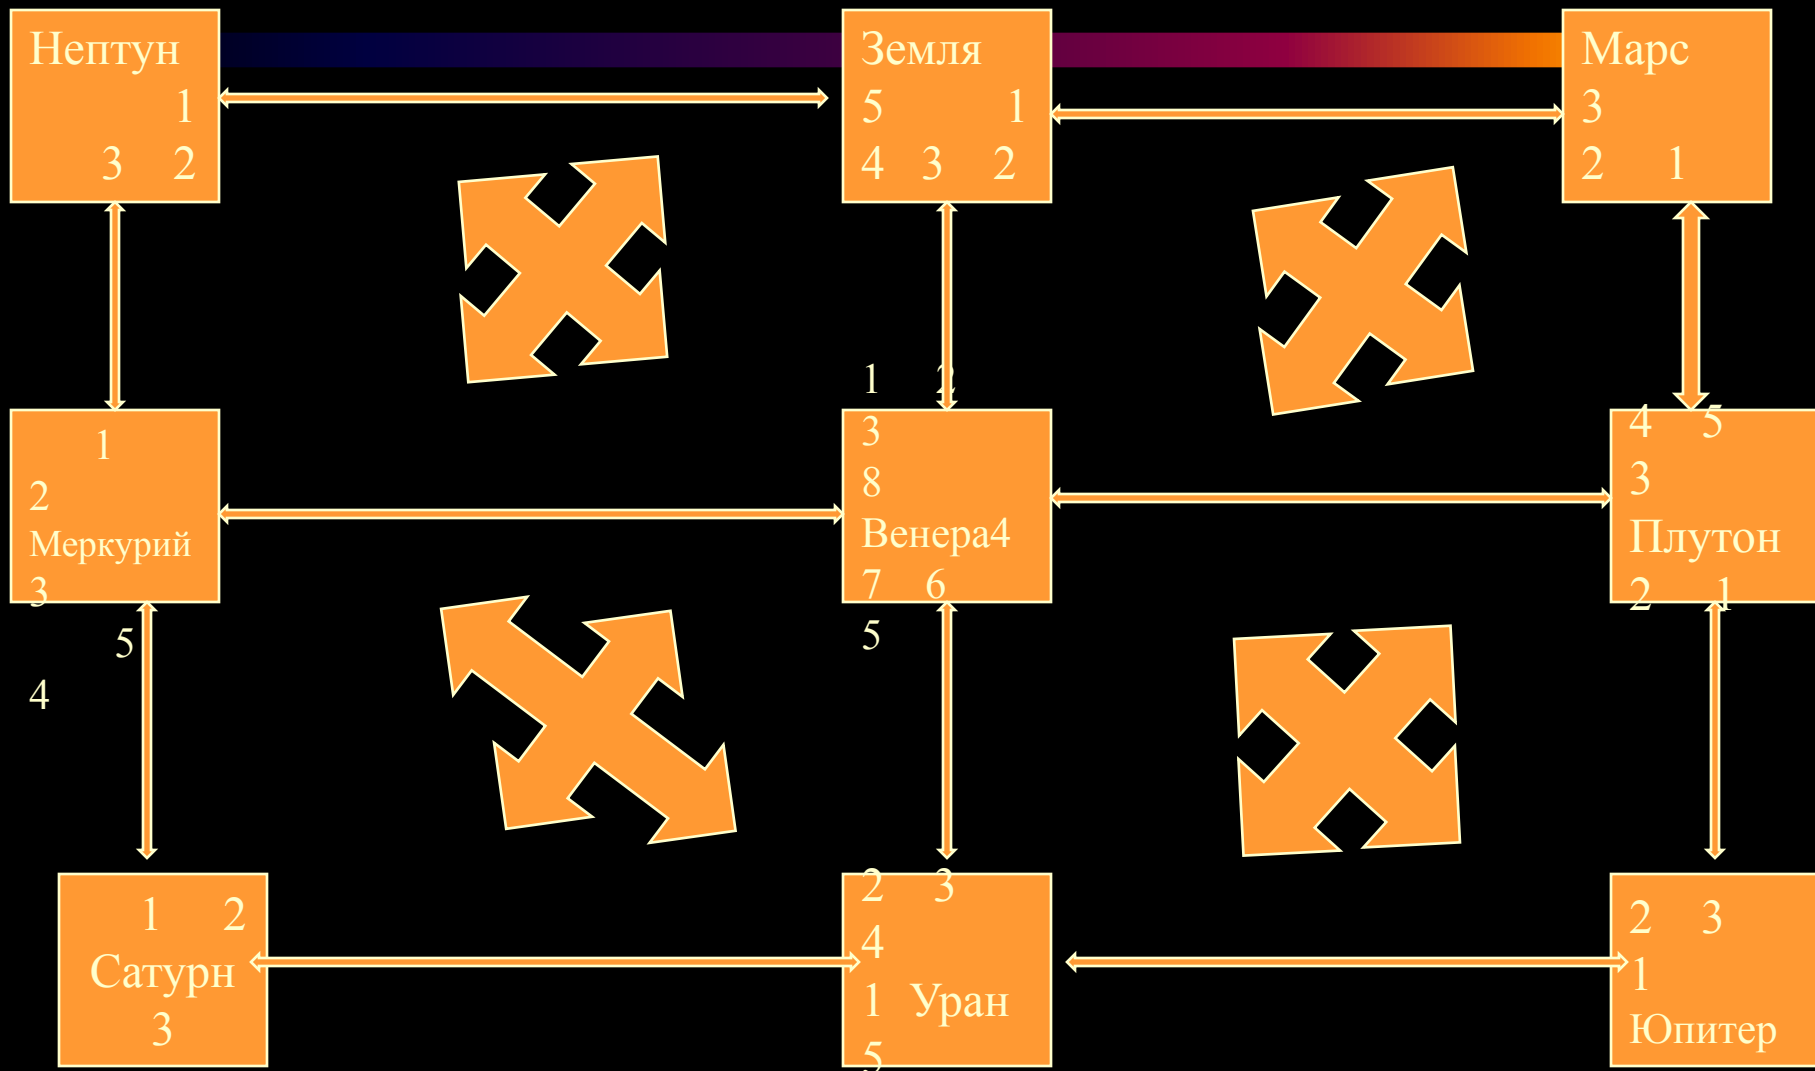 Нептун
1
3 2
Земля
5 1
4 3 2
Марс
3
2 1
1
2
Меркурий
3
5
4
1 2
3
8
Венера4
7 6
5
4 5
3
Плутон
2 1
1 2
Сатурн
3
2 3
4
1 Уран
5
2 3
1
Юпитер